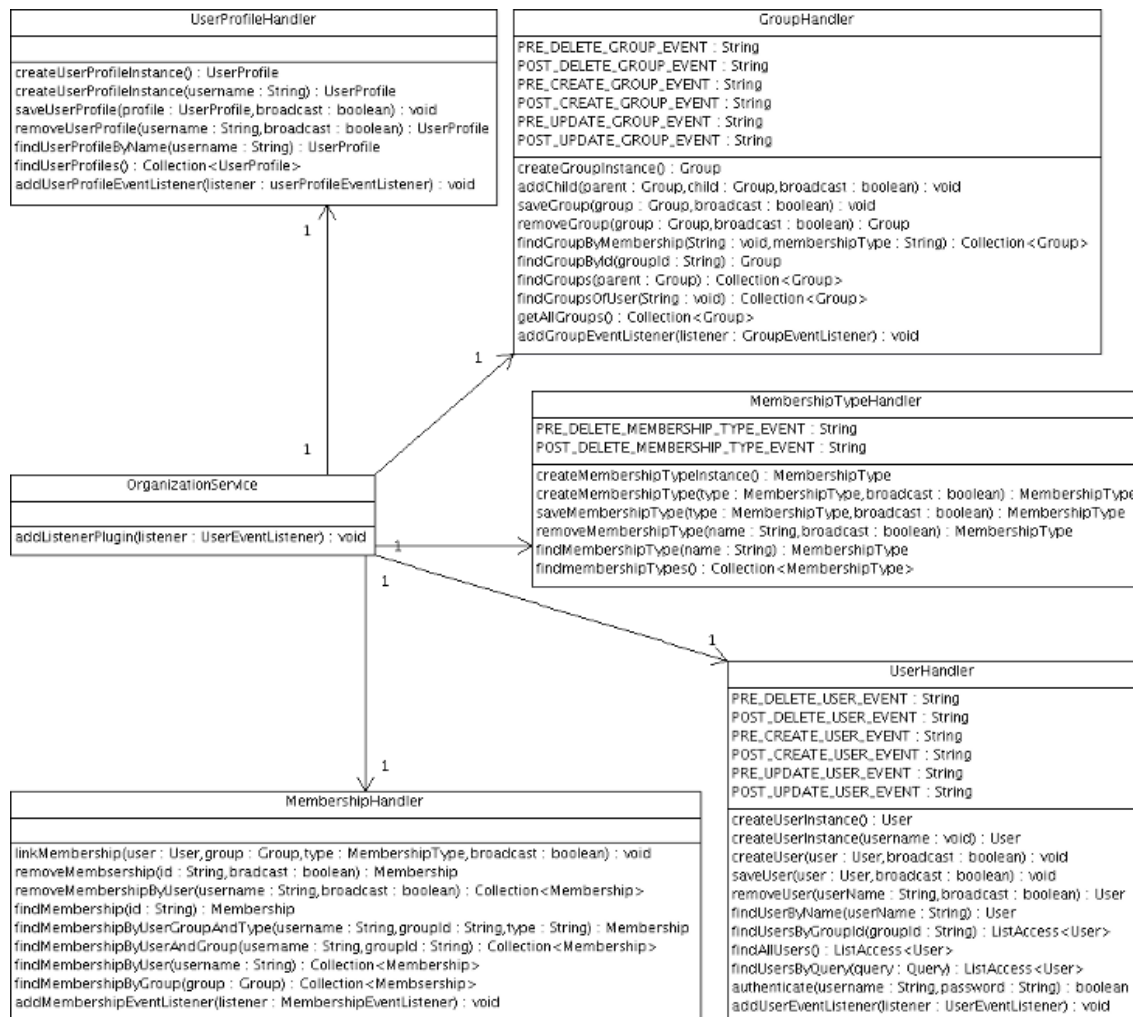 UserProfileHandler
createUserProfileInstance() : UserProfile
createUserProfileInstance(username : String) : UserProfile
saveUserProfile(profile : UserProfile,broadcast : boolean) : void
removeUserProfile(username : String,broadcast : boolean) : UserProfile
findUserProfileByName(username : String) : UserProfile
findUserProfiles() : Collection<UserProfile>
addUserProfileEventListener(listener : userProfileEventListener) : void
GroupHandler
PRE_DELETE_GROUP_EVENT : String
POST_DELETE_GROUP_EVENT : String
PRE_CREATE_GROUP_EVENT : String
POST_CREATE_GROUP_EVENT : String
PRE_UPDATE_GROUP_EVENT : String
POST_UPDATE_GROUP_EVENT : String
createGroupInstance() : Group
addChild(parent : Group,child : Group,broadcast : boolean) : void
saveGroup(group : Group,broadcast : boolean) : void
removeGroup(group : Group,broadcast : boolean) : Group
findGroupByMembership(String : void,membershipType : String) : Collection<Group>
findGroupById(groupId : String) : Group
findGroups(parent : Group) : Collection<Group>
findGroupsOfUser(String : void) : Collection<Group>
getAllGroups() : Collection<Group>
addGroupEventListener(listener : GroupEventListener) : void
1
1
1
MembershipTypeHandler
PRE_DELETE_MEMBERSHIP_TYPE_EVENT : String
POST_DELETE_MEMBERSHIP_TYPE_EVENT : String
createMembershipTypeInstance() : MembershipType
createMembershipType(type : MembershipType,broadcast : boolean) : MembershipType
saveMembershipType(type : MembershipType,broadcast : boolean) : MembershipType
removeMembershipType(name : String,broadcast : boolean) : MembershipType
findMembershipType(name : String) : MembershipType
findmembershipTypes() : Collection<MembershipType>
OrganizationService
addListenerPlugin(listener : UserEventListener) : void
1
1
1
1
UserHandler
PRE_DELETE_USER_EVENT : String
POST_DELETE_USER_EVENT : String
PRE_CREATE_USER_EVENT : String
POST_CREATE_USER_EVENT : String
PRE_UPDATE_USER_EVENT : String
POST_UPDATE_USER_EVENT : String
createUserInstance() : User
createUserInstance(username : void) : User
createUser(user : User,broadcast : boolean) : void
saveUser(user : User,broadcast : boolean) : void
removeUser(userName : String,broadcast : boolean) : User
findUserByName(userName : String) : User
findUsersByGroupId(groupId : String) : ListAccess<User>
findAllUsers() : ListAccess<User>
findUsersByQuery(query : Query) : ListAccess<User>
authenticate(username : String,password : String) : boolean
addUserEventListener(listener : UserEventListener) : void
MembershipHandler
linkMembership(user : User,group : Group,type : MembershipType,broadcast : boolean) : void
removeMembsership(id : String,bradcast : boolean) : Membership
removeMembershipByUser(username : String,broadcast : boolean) : Collection<Membership>
findMembership(id : String) : Membership
findMembershipByUserGroupAndType(username : String,groupId : String,type : String) : Membership
findMembershipByUserAndGroup(username : String,groupId : String) : Collection<Membership>
findMembershipByUser(username : String) : Collection<Membership>
findMembershipByGroup(group : Group) : Collection<Membsership>
addMembershipEventListener(listener : MembershipEventListener) : void